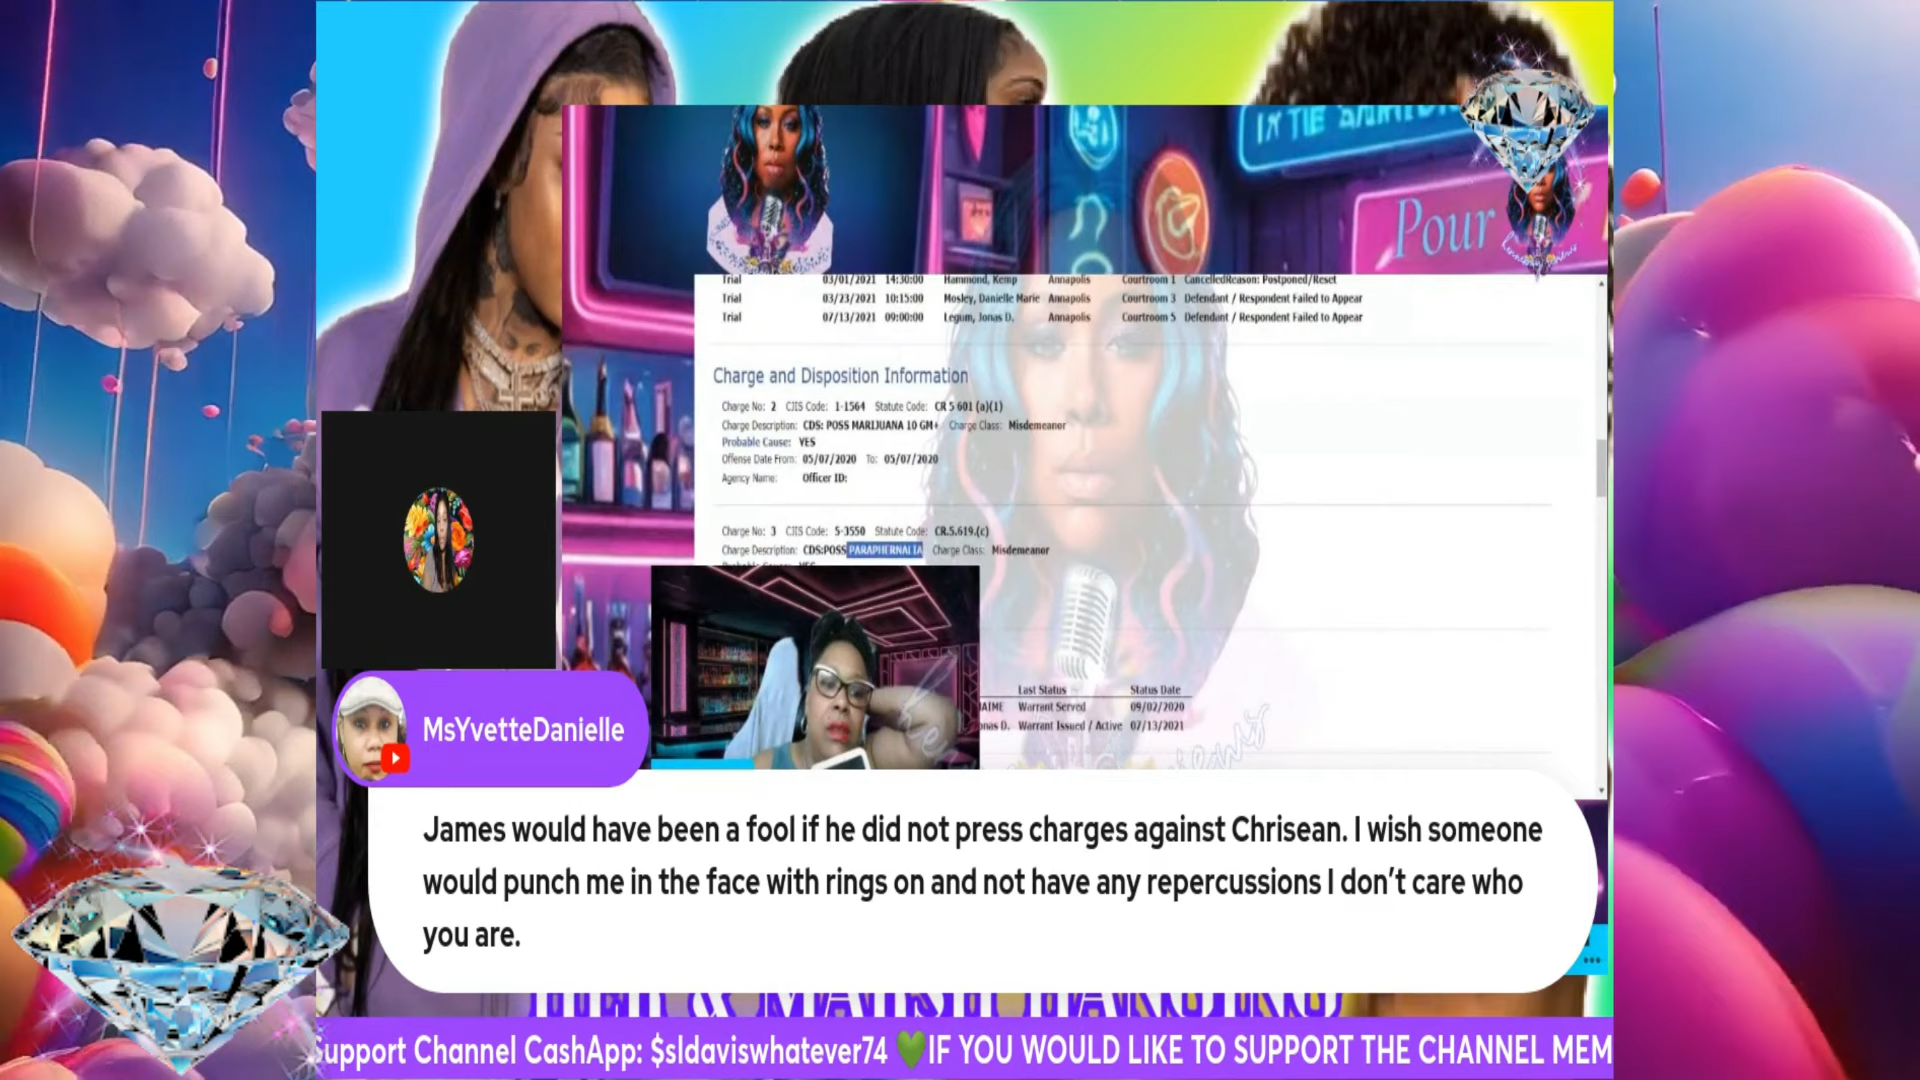 Pour
Trial 03/01/2021 14:30:00 Hammond, Kemp Annapolis Courtroom 1 CancelledReason: Postponed/Reset
Trial 03/23/2021 10:15:00 Mosley, Danielle Marie Annapolis Courtroom 3 Defendant / Respondent Failed to Appear
Trial 07/13/2021 09:00:00 Legum, Jonas D. Annapolis Courtroom 5 Defendant / Respondent Failed to Appear
Charge and Disposition Information
Charge No: 2 CJIS Code: 1-1564 Statute Code: CR 5 601 (a)(1)
Charge Description: CDS: POSS MARIJUANA 10 GM+ Charge Class: Misdemeanor
Probable Cause: YES
Offense Date From: 05/07/2020 To: 05/07/2020
Agency Name: Officer ID:
Charge No: 3 CJIS Code: 5-3550 Statute Code: CR.5.619.(c)
Charge Description: CDS:POSS PARAPHERNALIA Charge Class: Misdemeanor
Last Status Status Date
JAIME Warrant Served 09/02/2020
onas D. Warrant Issued / Active 07/13/2021
MsYvetteDanielle
James would have been a fool if he did not press charges against Chrisean. I wish someone
would punch me in the face with rings on and not have any repercussions I don’t care who
you are.
Support Channel CashApp: $sldaviswhatever74 💚IF YOU WOULD LIKE TO SUPPORT THE CHANNEL MEM